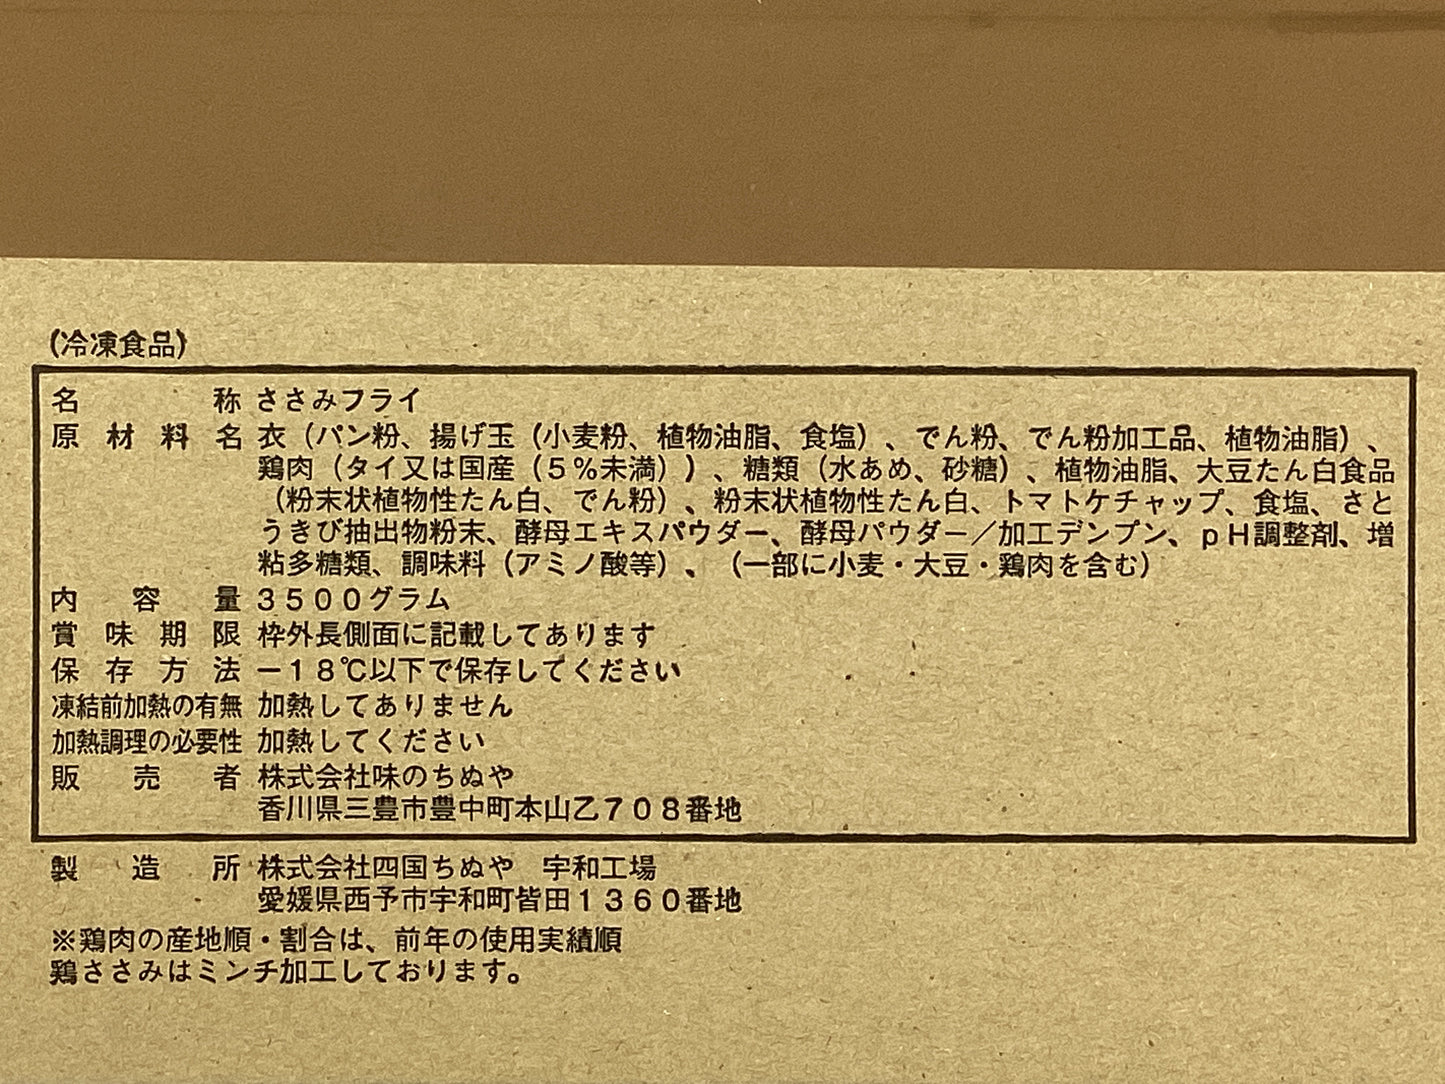 (冷凍食品)
名称 ささみフライ
原材料名 衣（パン粉、揚げ玉（小麦粉、植物油脂、食塩）、でん粉、でん粉加工品、植物油脂）、
鶏肉（タイ又は国産（５％未満））、糖類（水あめ、砂糖）、植物油脂、大豆たん白食品
（粉末状植物性たん白、でん粉）、粉末状植物性たん白、トマトケチャップ、食塩、さと
うきび抽出物粉末、酵母エキスパウダー、酵母パウダー／加工デンプン、ｐＨ調整剤、増
粘多糖類、調味料（アミノ酸等）、（一部に小麦・大豆・鶏肉を含む）
内容量 ３５００グラム
賞味期限 枠外長側面に記載してあります
保存方法 －１８℃以下で保存してください
凍結前加熱の有無 加熱してありません
加熱調理の必要性 加熱してください
販売者 株式会社味のちぬや
香川県三豊市豊中町本山乙７０８番地
製造所 株式会社四国ちぬや　宇和工場
愛媛県西予市宇和町皆田１３６０番地
※鶏肉の産地順・割合は、前年の使用実績順
鶏ささみはミンチ加工しております。